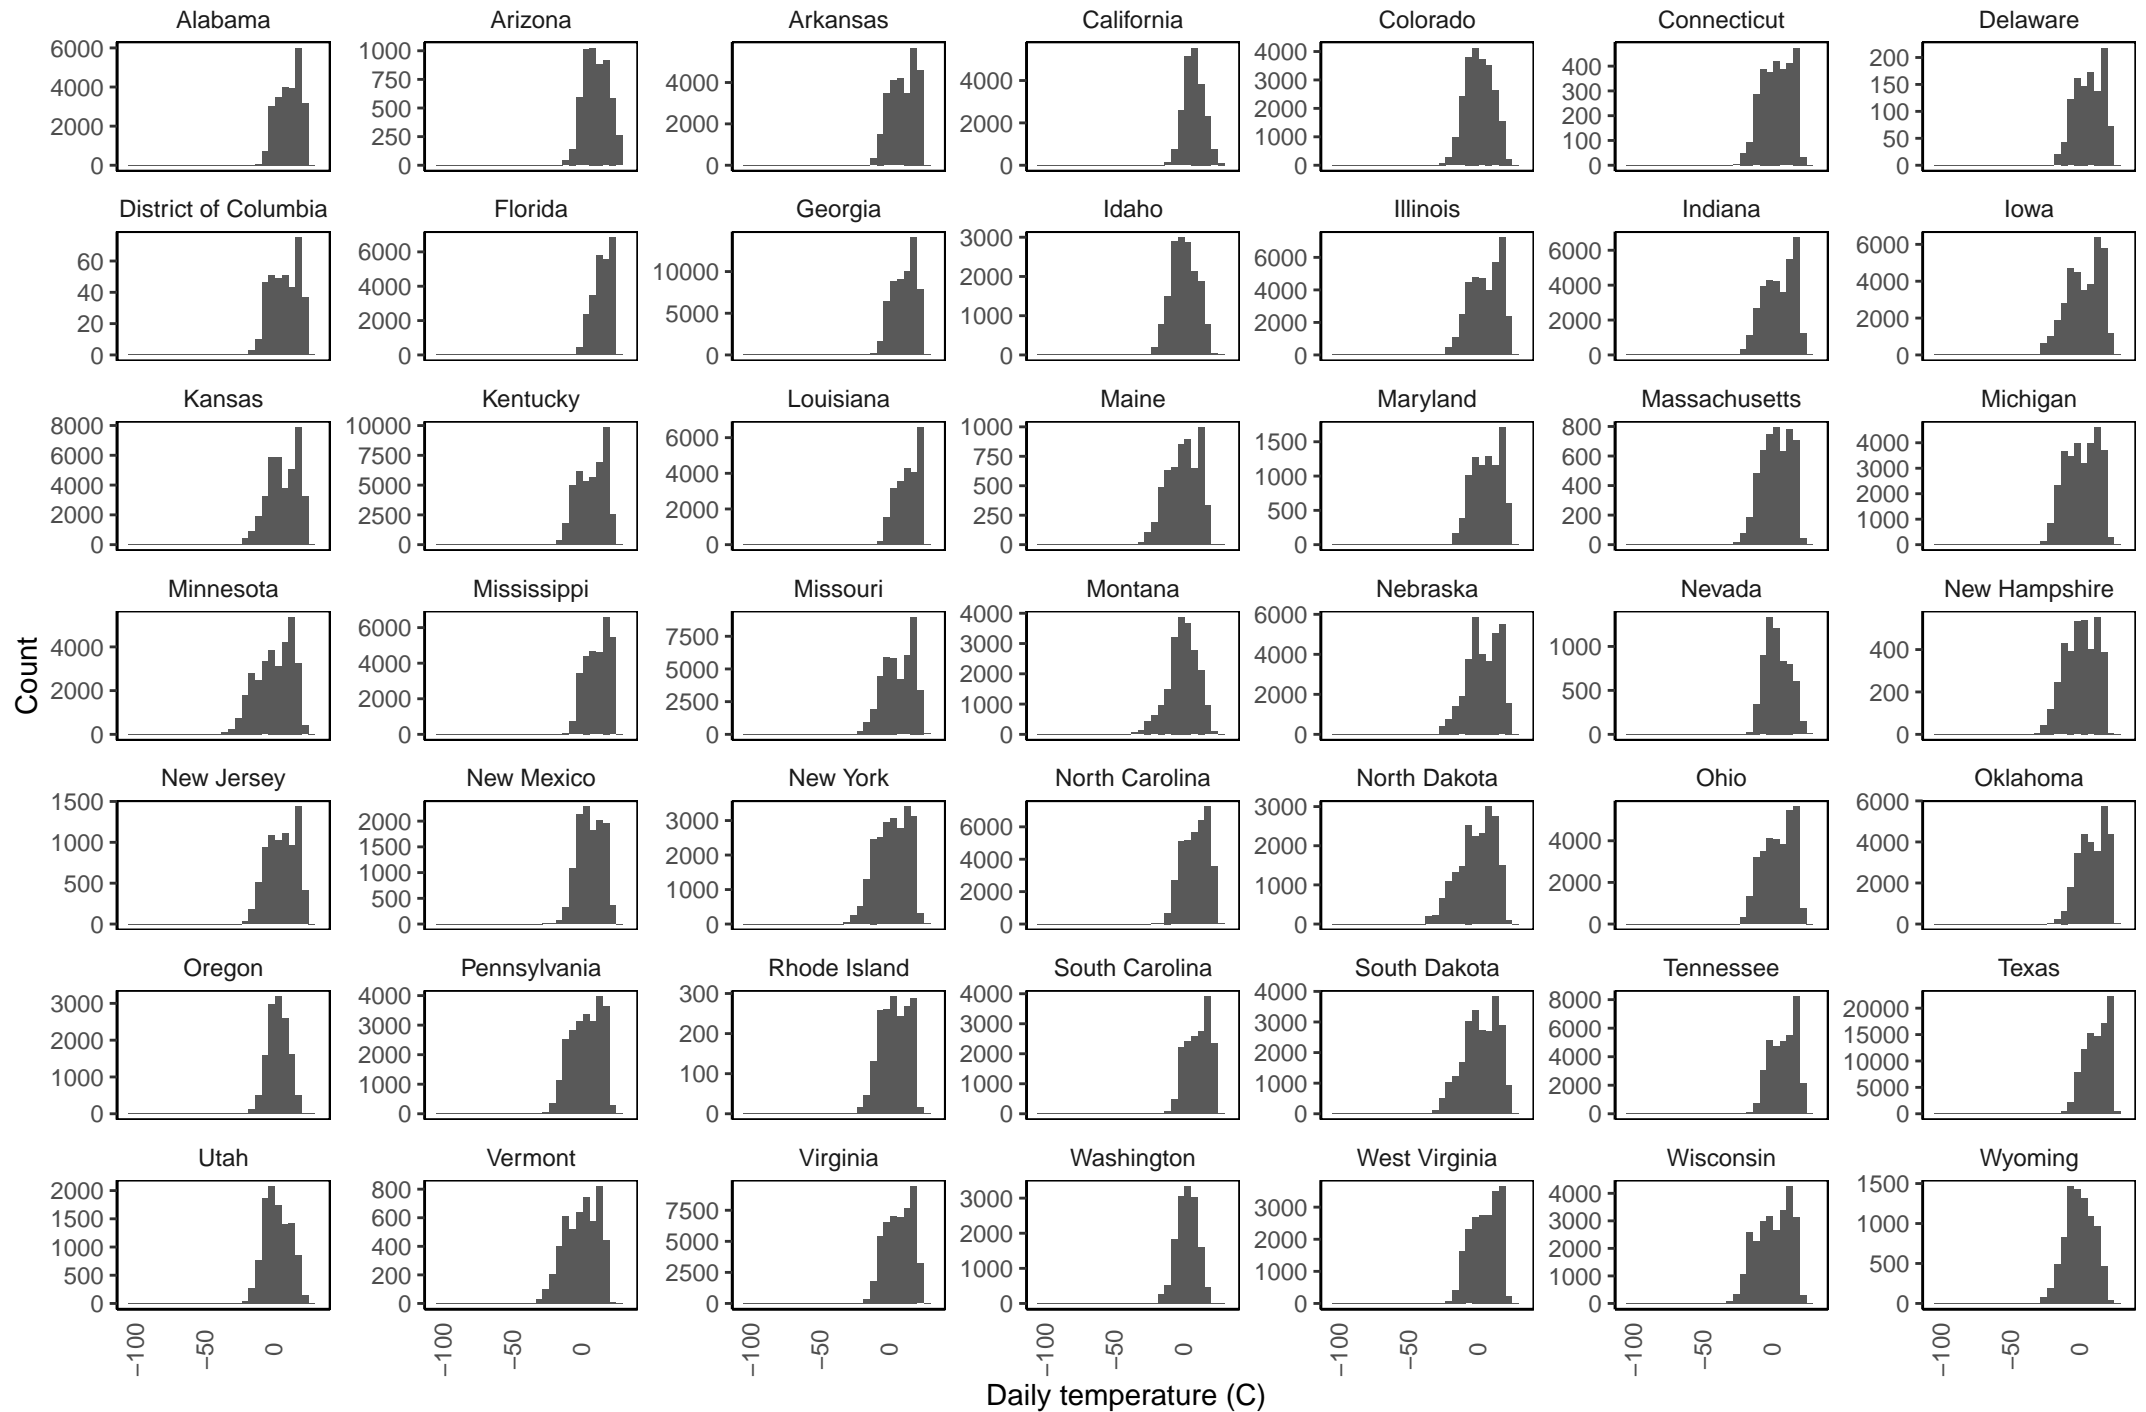 Alabama Arizona Arkansas California Colorado Connecticut Delaware
6000 4000 2000 0
1000 750 500 250 0
4000 2000 0
4000 2000 0
4000 3000 2000 1000 0
400 300 200 100 0
200 150 100 50 0
District of Columbia Florida Georgia Idaho Illinois Indiana Iowa
60 40 20 0
6000 4000 2000 0
10000 5000 0
3000 2000 1000 0
6000 4000 2000 0
6000 4000 2000 0
6000 4000 2000 0
Kansas Kentucky Louisiana Maine Maryland Massachusetts Michigan
8000 6000 4000 2000 0
10000 7500 5000 2500 0
6000 4000 2000 0
1000 750 500 250 0
1500 1000 500 0
800 600 400 200 0
4000 3000 2000 1000 0
Minnesota Mississippi Missouri Montana Nebraska Nevada New Hampshire
4000 2000 0
6000 4000 2000 0
7500 5000 2500 0
4000 3000 2000 1000 0
6000 4000 2000 0
1000 500 0
400 200 0
Count
New Jersey New Mexico New York North Carolina North Dakota Ohio Oklahoma
1500 1000 500 0
2000 1500 1000 500 0
3000 2000 1000 0
6000 4000 2000 0
3000 2000 1000 0
4000 2000 0
6000 4000 2000 0
Oregon Pennsylvania Rhode Island South Carolina South Dakota Tennessee Texas
3000 2000 1000 0
4000 3000 2000 1000 0
300 200 100 0
4000 3000 2000 1000 0
4000 3000 2000 1000 0
8000 6000 4000 2000 0
20000 15000 10000 5000 0
Utah Vermont Virginia Washington West Virginia Wisconsin Wyoming
2000 1500 1000 500 0
800 600 400 200 0
7500 5000 2500 0
3000 2000 1000 0
3000 2000 1000 0
4000 3000 2000 1000 0
1500 1000 500 0
−100 −50 0 −100 −50 0 −100 −50 0 −100 −50 0 −100 −50 0 −100 −50 0 −100 −50 0
Daily temperature (C)